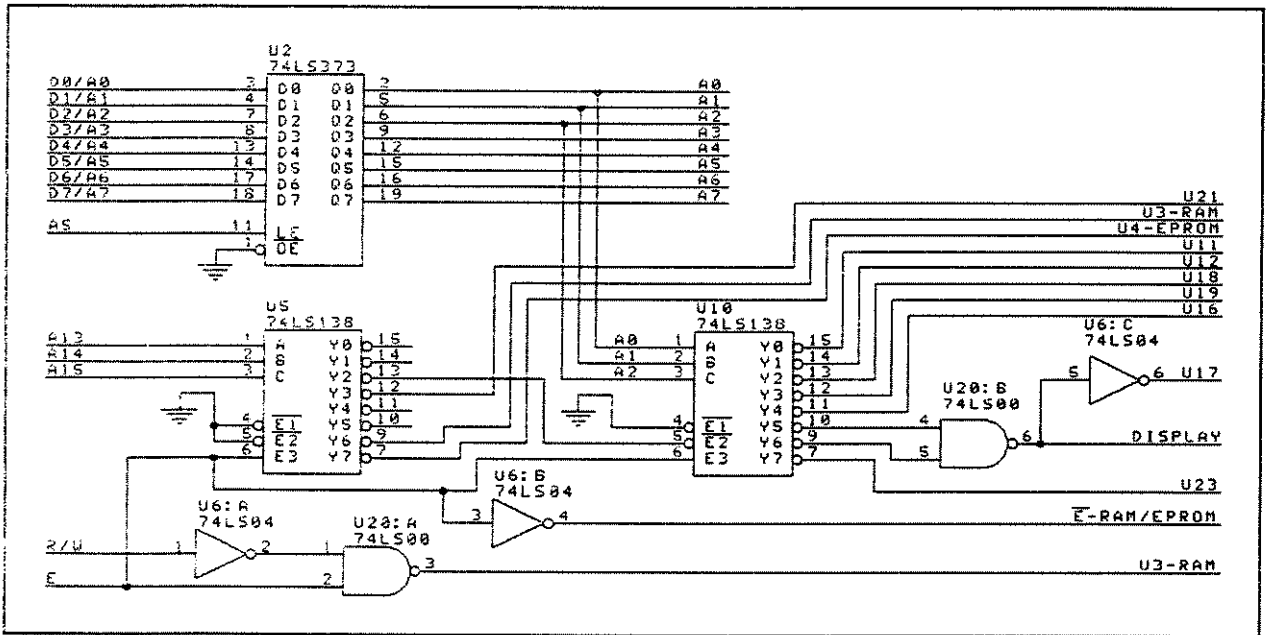 U2
74LS373
D0/A0 3 D0 Q0 2 A0
D1/A1 4 D1 Q1 5 A1
D2/A2 7 D2 Q2 6 A2
D3/A3 8 D3 Q3 9 A3
D4/A4 13 D4 Q4 12 A4
D5/A5 14 D5 Q5 15 A5
D6/A6 17 D6 Q6 16 A6
D7/A7 18 D7 Q7 19 A7
AS 11 LE
1 OE
U21
U3-RAM
U4-EPROM
U11
U12
U18
U19
U16
U5
74LS138
A13 1 A Y0 15
A14 2 B Y1 14
A15 3 C Y2 13
Y3 12
Y4 11
4 E1 Y5 10
5 E2 Y6 9
6 E3 Y7 7
U10
74LS138
A0 1 A Y0 15
A1 2 B Y1 14
A2 3 C Y2 13
Y3 12
Y4 11
4 E1 Y5 10
5 E2 Y6 9
6 E3 Y7 7
U6:C
74LS04
5 6 U17
U20:B
74LS00
4
5
6 DISPLAY
U23
U6:B
74LS04
3 4 E-RAM/EPROM
U6:A
74LS04
R/W 1 2
U20:A
74LS00
1
E 2
3 U3-RAM